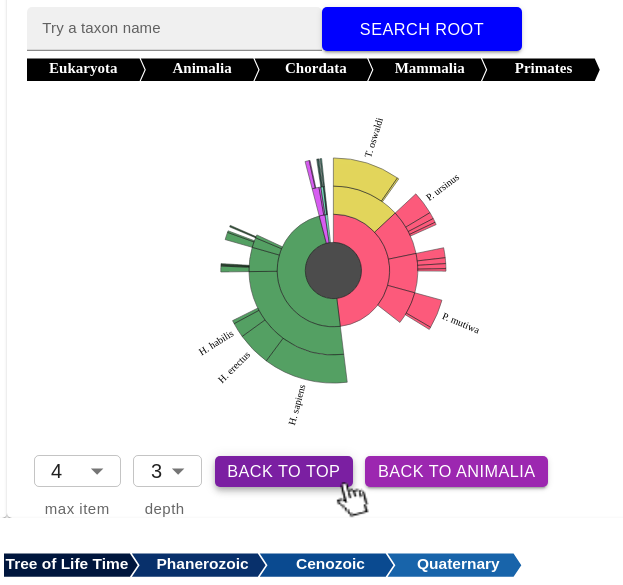 Try a taxon name
SEARCH ROOT
Eukaryota Animalia Chordata Mammalia Primates
T. oswaldi
P. ursinus
P. mutiwa
H. habilis
H. erectus
H. sapiens
4 3 BACK TO TOP BACK TO ANIMALIA
max item depth
Tree of Life Time Phanerozoic Cenozoic Quaternary